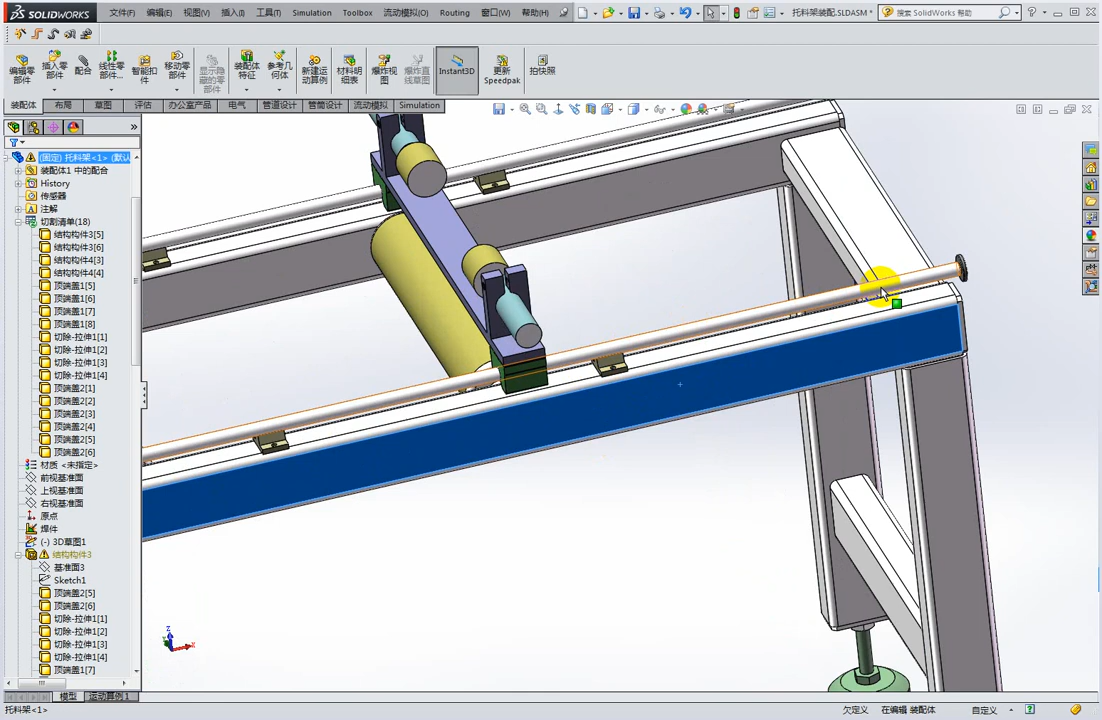 SOLIDWORKS 文件(F) 编辑(E) 视图(V) 插入(I) 工具(T) Simulation Toolbox 流动模拟(O) Routing 窗口(W) 帮助(H) 托料架装配.SLDASM * 搜索 SolidWorks 帮助
编辑零部件 插入零部件 配合 线性零部件... 智能扣件 移动零部件 显示隐藏的零部件 装配体特征 参考几何体 新建运动算例 材料明细表 爆炸视图 爆炸直线草图 Instant3D 更新 Speedpak 拍快照
装配体 布局 草图 评估 办公室产品 电气 管道设计 管筒设计 流动模拟 Simulation
(固定) 托料架<1> (默认
装配体1 中的配合
History
传感器
注解
切割清单(18)
结构构件3[5]
结构构件3[6]
结构构件4[3]
结构构件4[4]
顶端盖1[5]
顶端盖1[6]
顶端盖1[7]
顶端盖1[8]
切除-拉伸1[1]
切除-拉伸1[2]
切除-拉伸1[3]
切除-拉伸1[4]
顶端盖2[1]
顶端盖2[2]
顶端盖2[3]
顶端盖2[4]
顶端盖2[5]
顶端盖2[6]
材质 <未指定>
前视基准面
上视基准面
右视基准面
原点
焊件
(-) 3D草图1
结构构件3
基准面3
Sketch1
顶端盖2[5]
顶端盖2[6]
切除-拉伸1[1]
切除-拉伸1[2]
切除-拉伸1[3]
切除-拉伸1[4]
顶端盖1[7]
Z
X
模型 运动算例1
托料架<1> 欠定义 在编辑 装配体 自定义